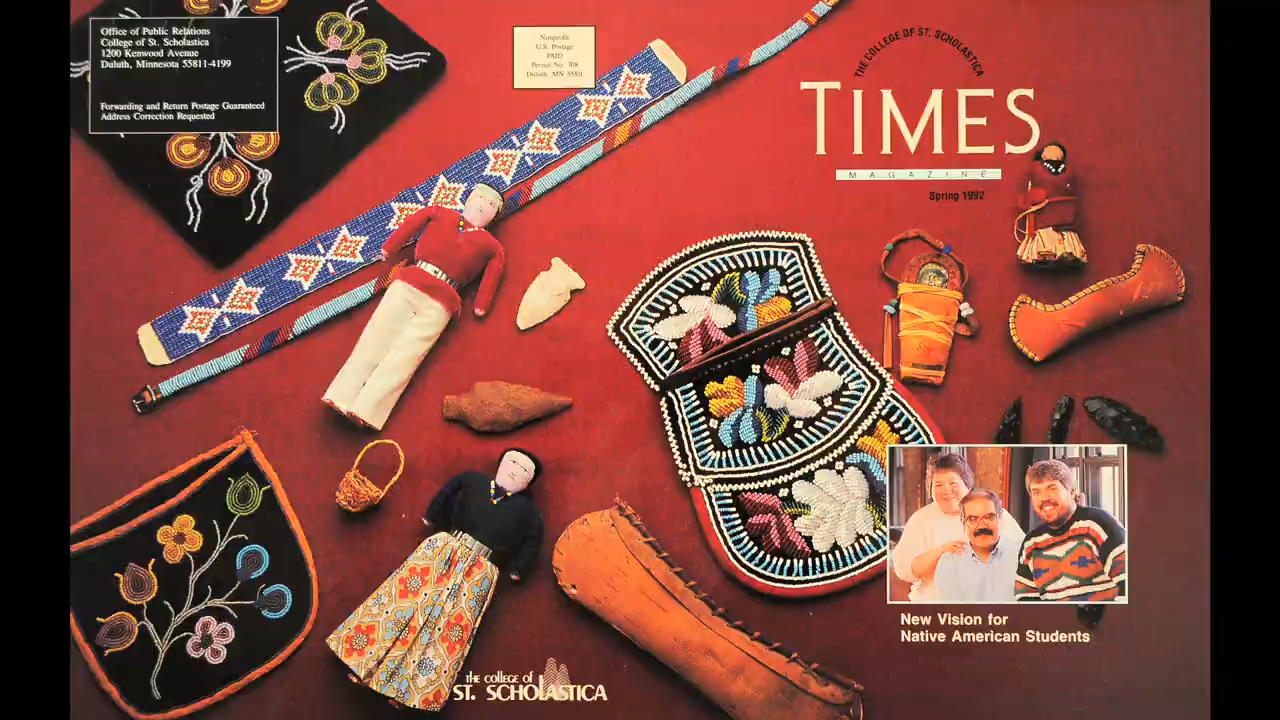 Office of Public Relations
College of St. Scholastica
1200 Kenwood Avenue
Duluth, Minnesota 55811-4199
Forwarding and Return Postage Guaranteed
Address Correction Requested
Nonprofit
U.S. Postage
PAID
Permit No. 708
Duluth, MN 55811
THE COLLEGE OF ST. SCHOLASTICA
TIMES
MAGAZINE
Spring 1992
New Vision for
Native American Students
THE COLLEGE OF
ST. SCHOLASTICA